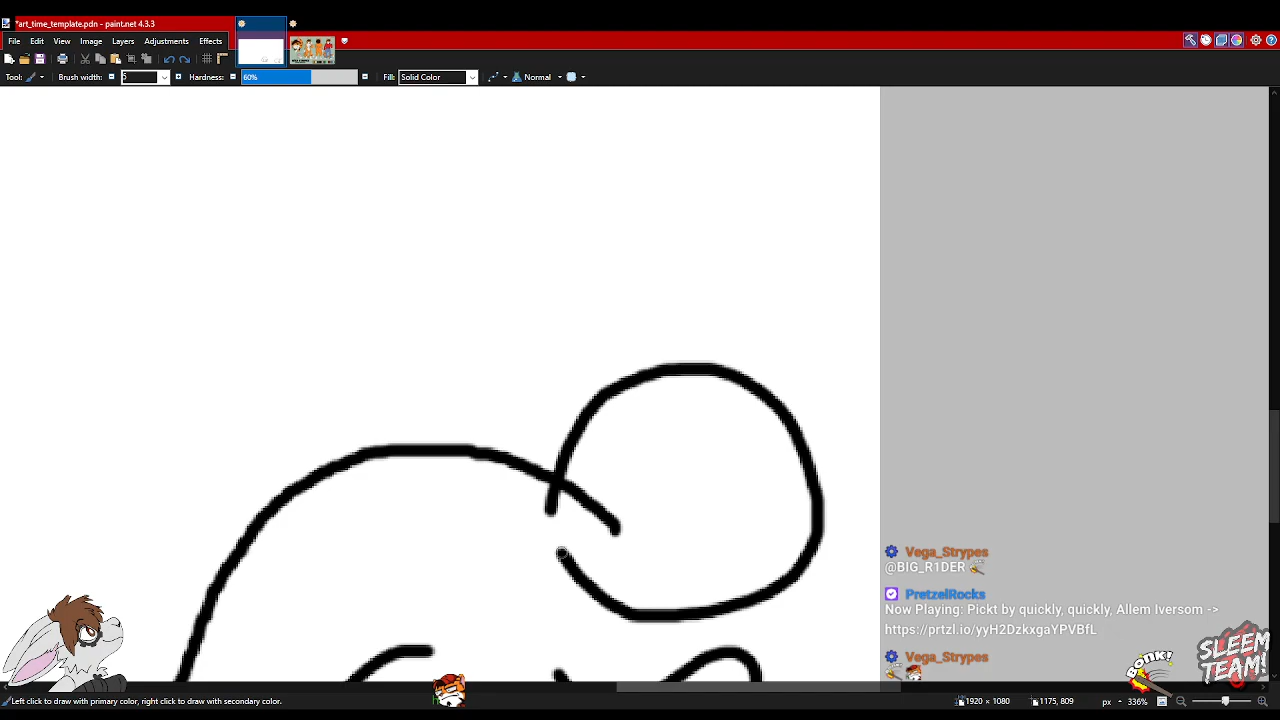 *art_time_template.pdn - paint.net 4.3.3
File Edit View Image Layers Adjustments Effects
Tool: Brush width: 5 Hardness: 60% Fill: Solid Color Normal
Vega_Strypes
@BIG_R1DER
PretzelRocks
Now Playing: Pickt by quickly, quickly, Allem Iversom ->
https://prtzl.io/yyH2DzkxgaYPVBfL
Vega_Strypes
BONK!
SLEEM
TEAM!
Left click to draw with primary color, right click to draw with secondary color.
1920 × 1080
1175, 809
px
336%